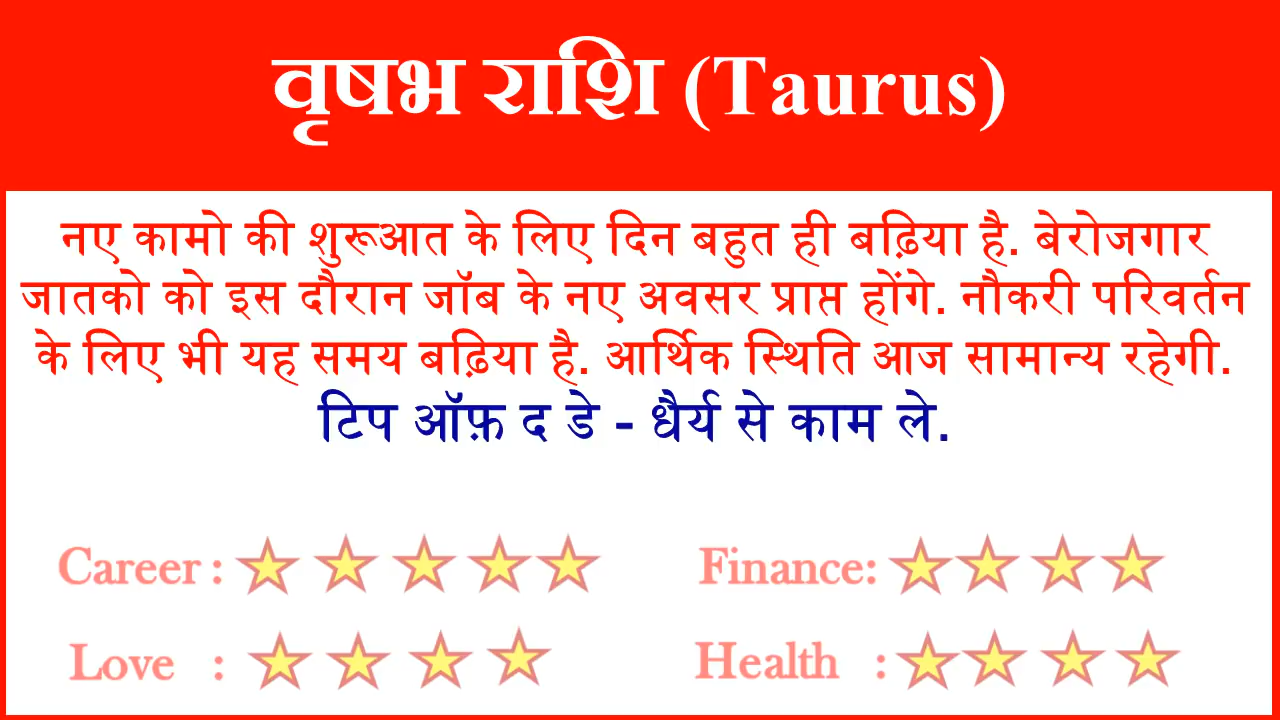 वृषभ राशि (Taurus)
नए कामो की शुरूआत के लिए दिन बहुत ही बढ़िया है. बेरोजगार
जातको को इस दौरान जॉब के नए अवसर प्राप्त होंगे. नौकरी परिवर्तन
के लिए भी यह समय बढ़िया है. आर्थिक स्थिति आज सामान्य रहेगी.
टिप ऑफ़ द डे - धैर्य से काम ले.
Career : Finance:
Love : Health :